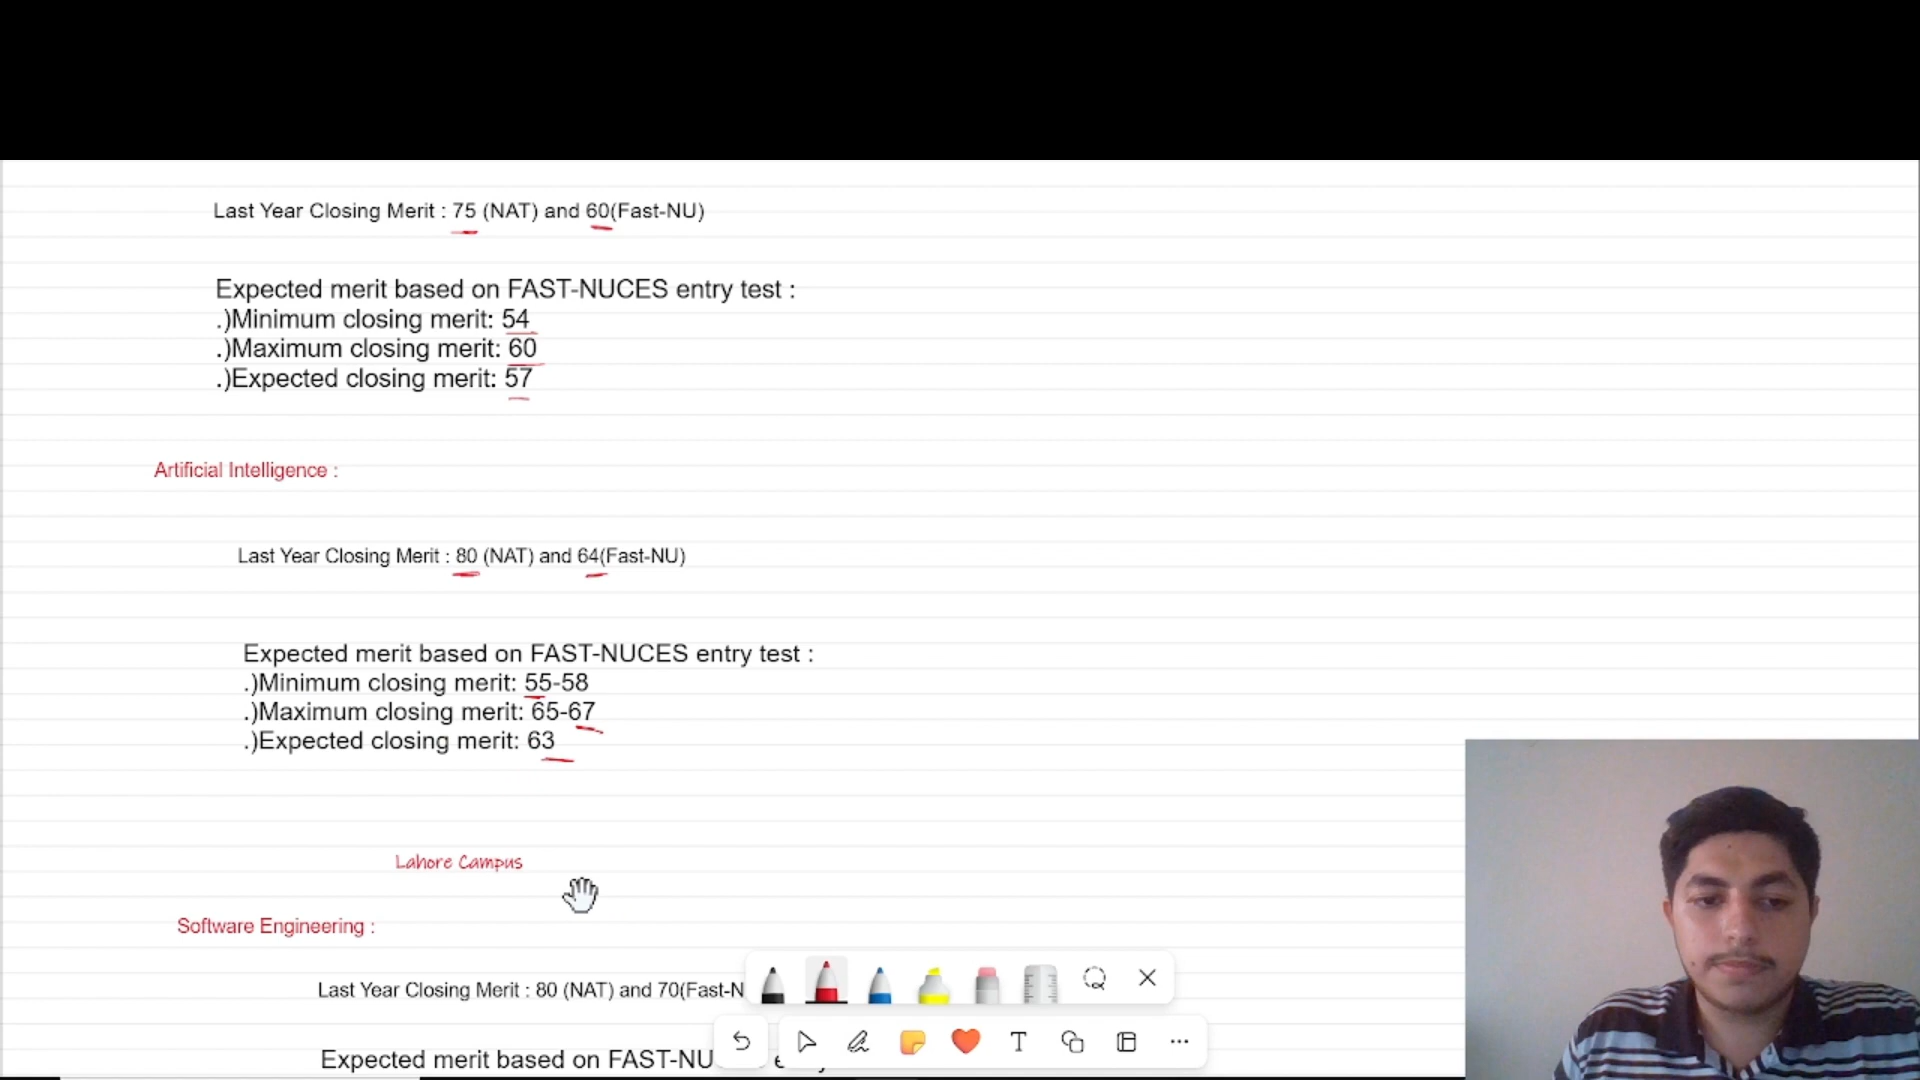 Last Year Closing Merit : 75 (NAT) and 60(Fast-NU)
Expected merit based on FAST-NUCES entry test :
.)Minimum closing merit: 54
.)Maximum closing merit: 60
.)Expected closing merit: 57
Artificial Intelligence :
Last Year Closing Merit : 80 (NAT) and 64(Fast-NU)
Expected merit based on FAST-NUCES entry test :
.)Minimum closing merit: 55-58
.)Maximum closing merit: 65-67
.)Expected closing merit: 63
Lahore Campus
Software Engineering :
Last Year Closing Merit : 80 (NAT) and 70(Fast-N
Expected merit based on FAST-NU